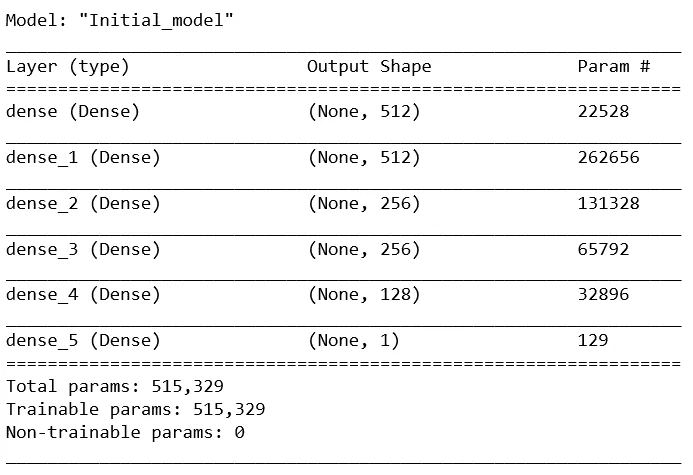 Model: "Initial_model"
Layer (type) Output Shape Param #
dense (Dense) (None, 512) 22528
dense_1 (Dense) (None, 512) 262656
dense_2 (Dense) (None, 256) 131328
dense_3 (Dense) (None, 256) 65792
dense_4 (Dense) (None, 128) 32896
dense_5 (Dense) (None, 1) 129
Total params: 515,329
Trainable params: 515,329
Non-trainable params: 0